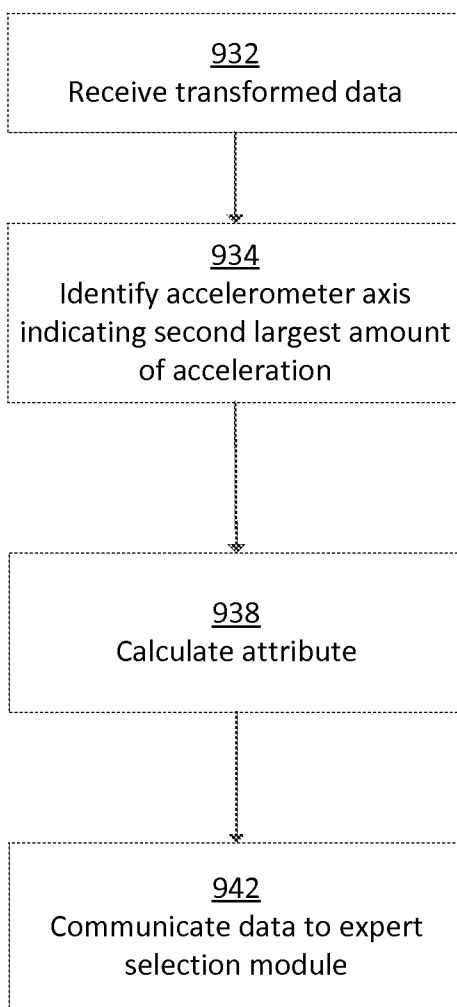 932
Receive transformed data
934
Identify accelerometer axis
indicating second largest amount
of acceleration
938
Calculate attribute
942
Communicate data to expert
selection module